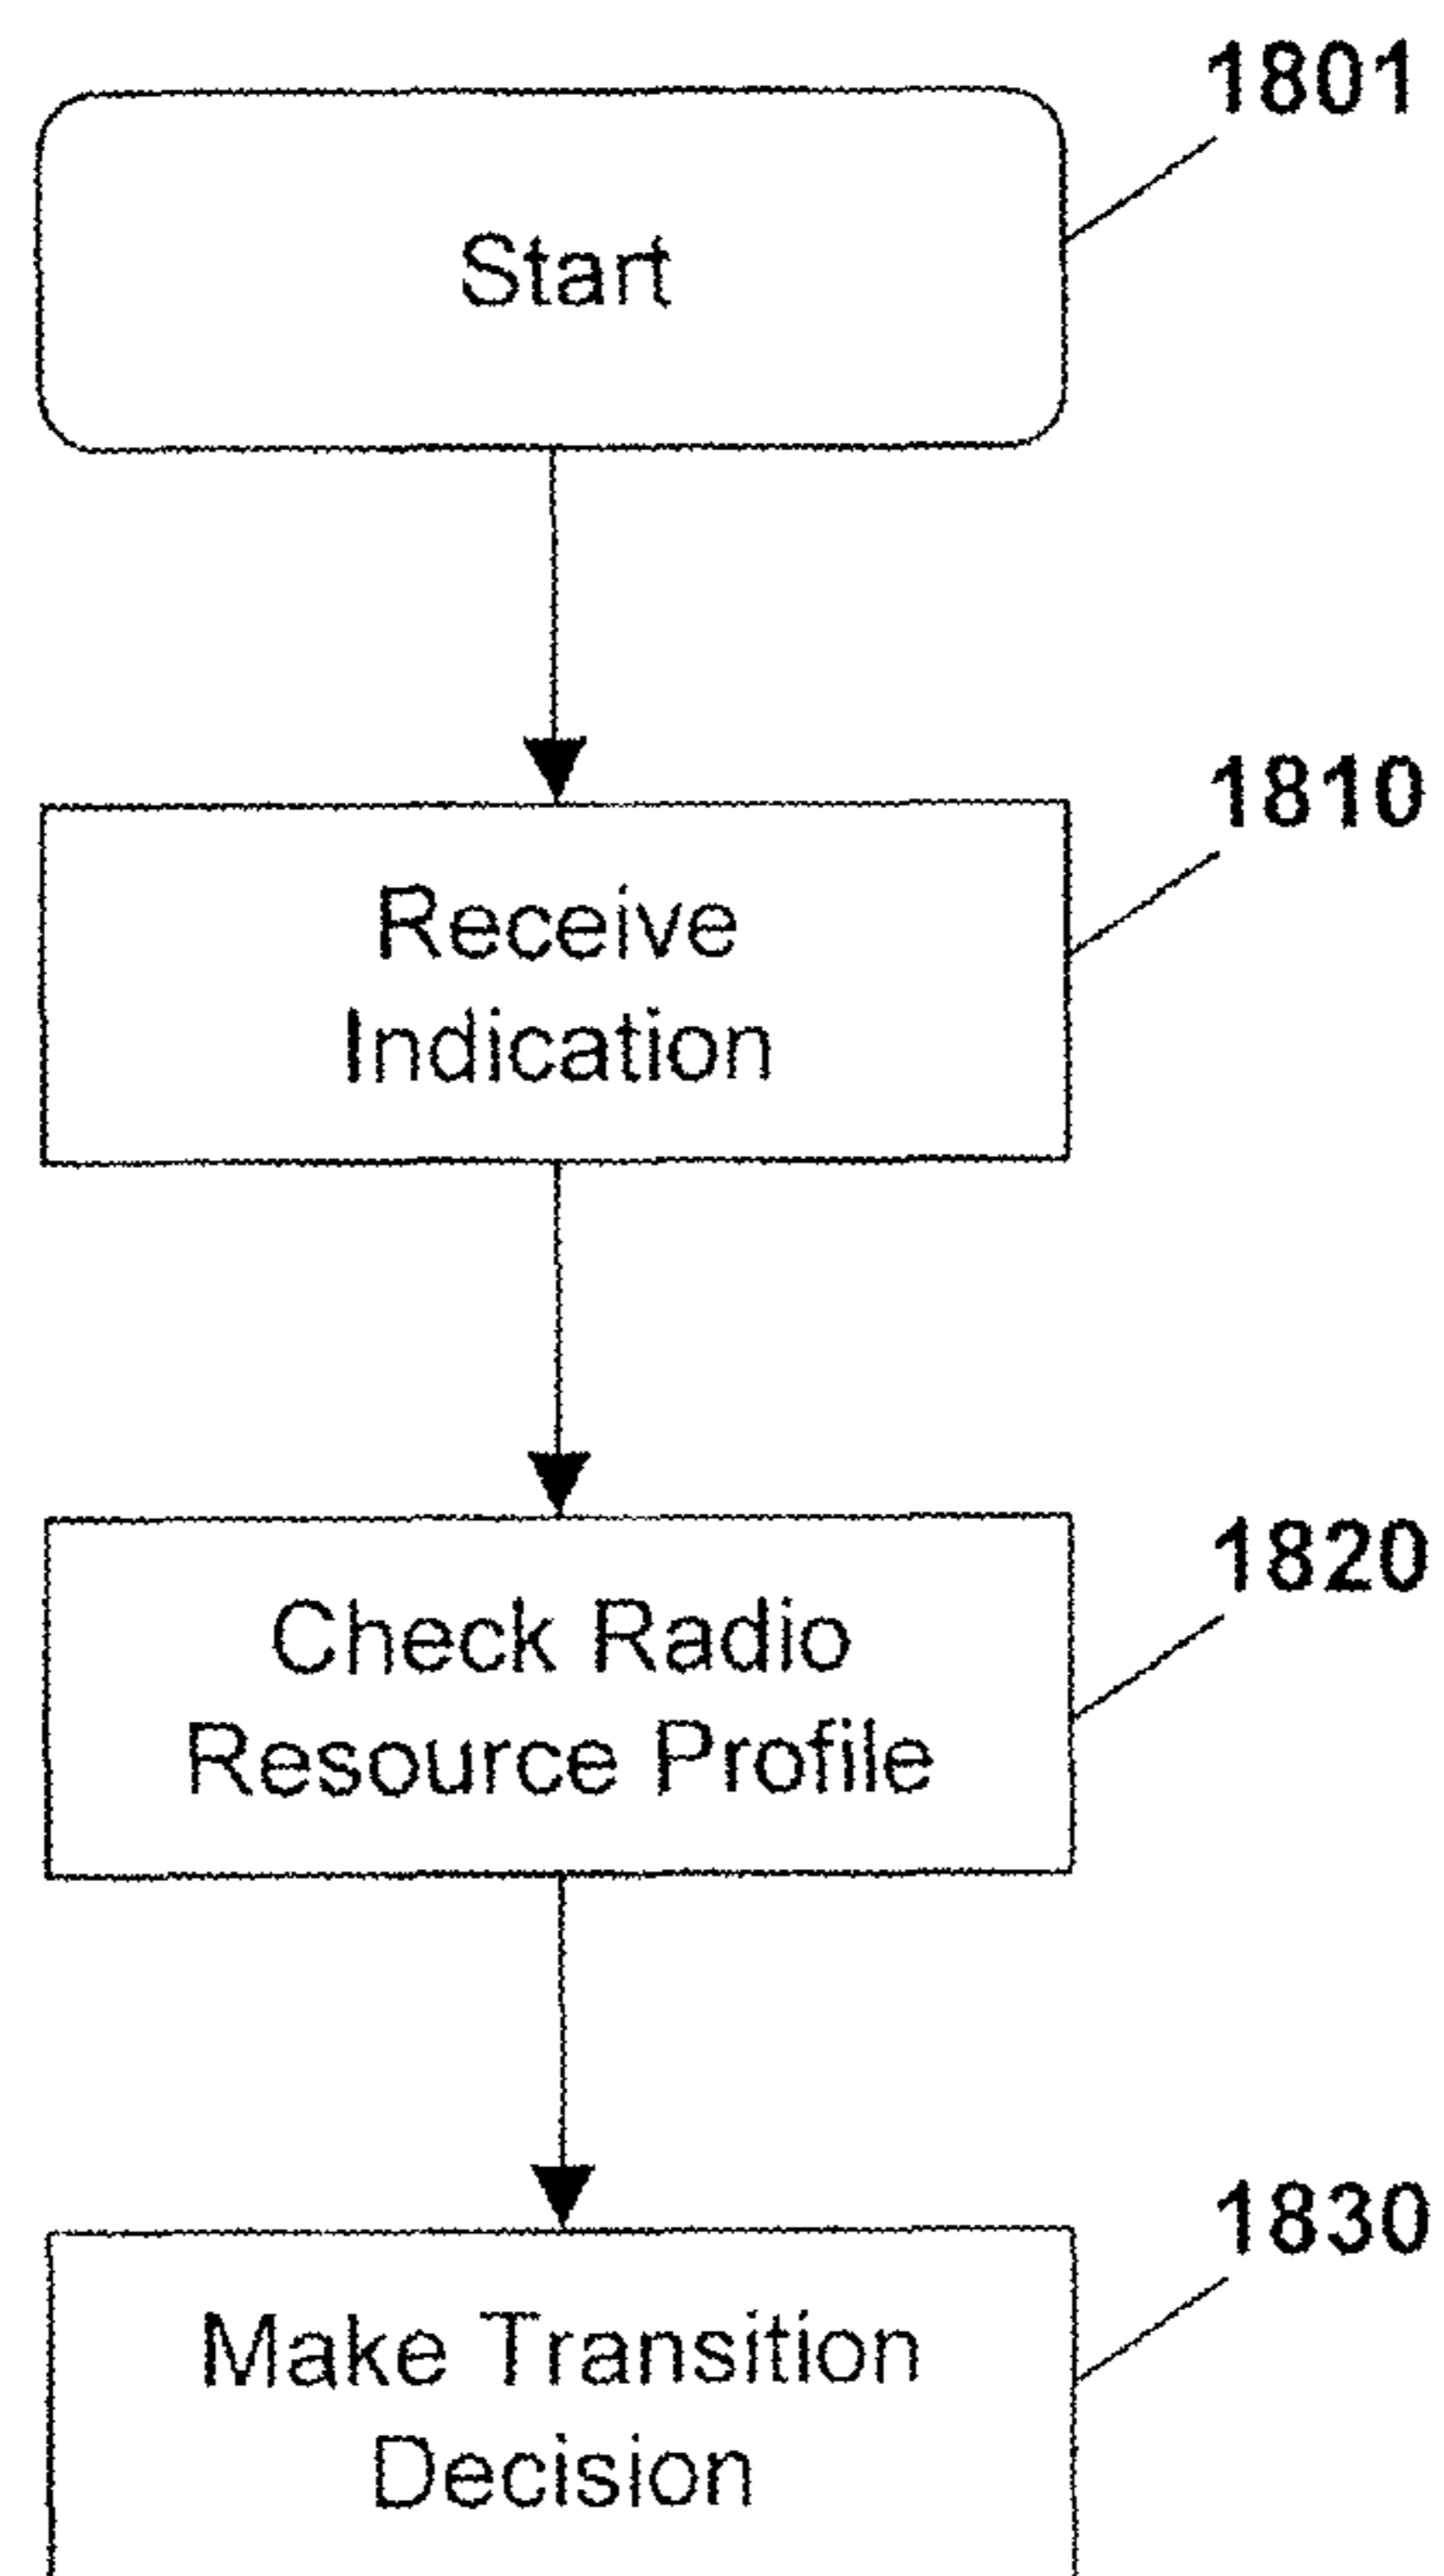 1801
Start
1810
Receive
Indication
1820
Check Radio
Resource Profile
1830
Make Transition
Decision